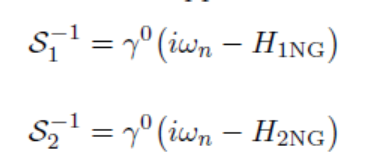 𝒮₁⁻¹ = γ⁰(iωₙ − H₁NG)
𝒮₂⁻¹ = γ⁰(iωₙ − H₂NG)